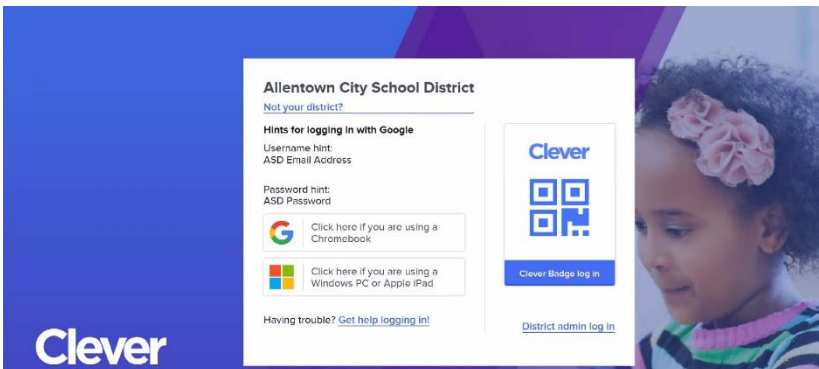 Allentown City School District
Not your district?
Hints for logging in with Google
Username hint:
ASD Email Address
Password hint:
ASD Password
Click here if you are using a
Chromebook
Click here if you are using a
Windows PC or Apple iPad
Having trouble? Get help logging in!
Clever
Clever Badge log in
District admin log in
Clever